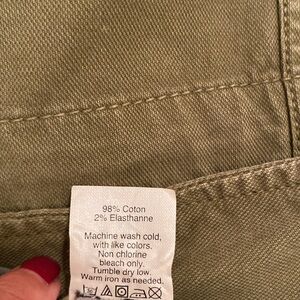 98% Coton
2% Elasthanne
Machine wash cold,
with like colors.
Non chlorine
bleach only.
Tumble dry low.
Warm iron as needed.